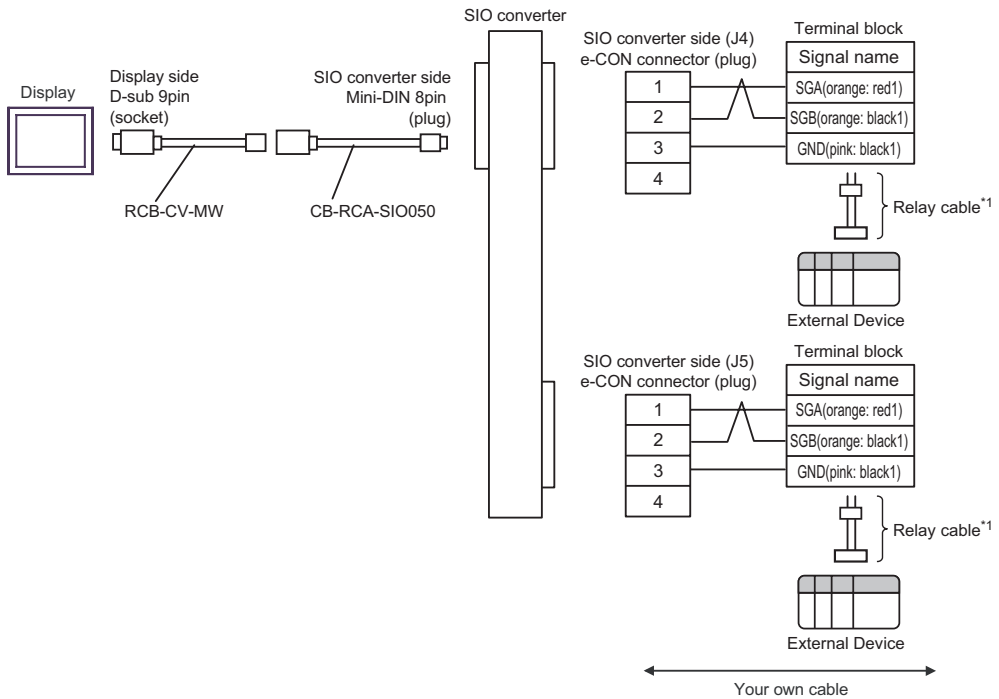 SIO converter
Display
Display side
D-sub 9pin
(socket)
SIO converter side
Mini-DIN 8pin
(plug)
RCB-CV-MW
CB-RCA-SIO050
SIO converter side (J4)
e-CON connector (plug)
1
2
3
4
Terminal block
Signal name
SGA(orange: red1)
SGB(orange: black1)
GND(pink: black1)
Relay cable*1
External Device
SIO converter side (J5)
e-CON connector (plug)
1
2
3
4
Terminal block
Signal name
SGA(orange: red1)
SGB(orange: black1)
GND(pink: black1)
Relay cable*1
External Device
Your own cable